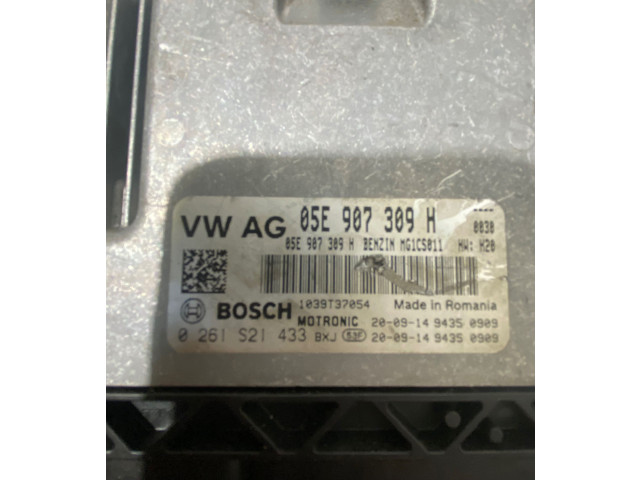 VW AG 05E 907 309 H
0030
05E 907 309 H BENZIN MG1CS011 HW: H20
BOSCH 1039T37054 Made in Romania
MOTRONIC 20-09-14 9435 0909
0 261 S21 433 BXJ 20-09-14 9435 0909